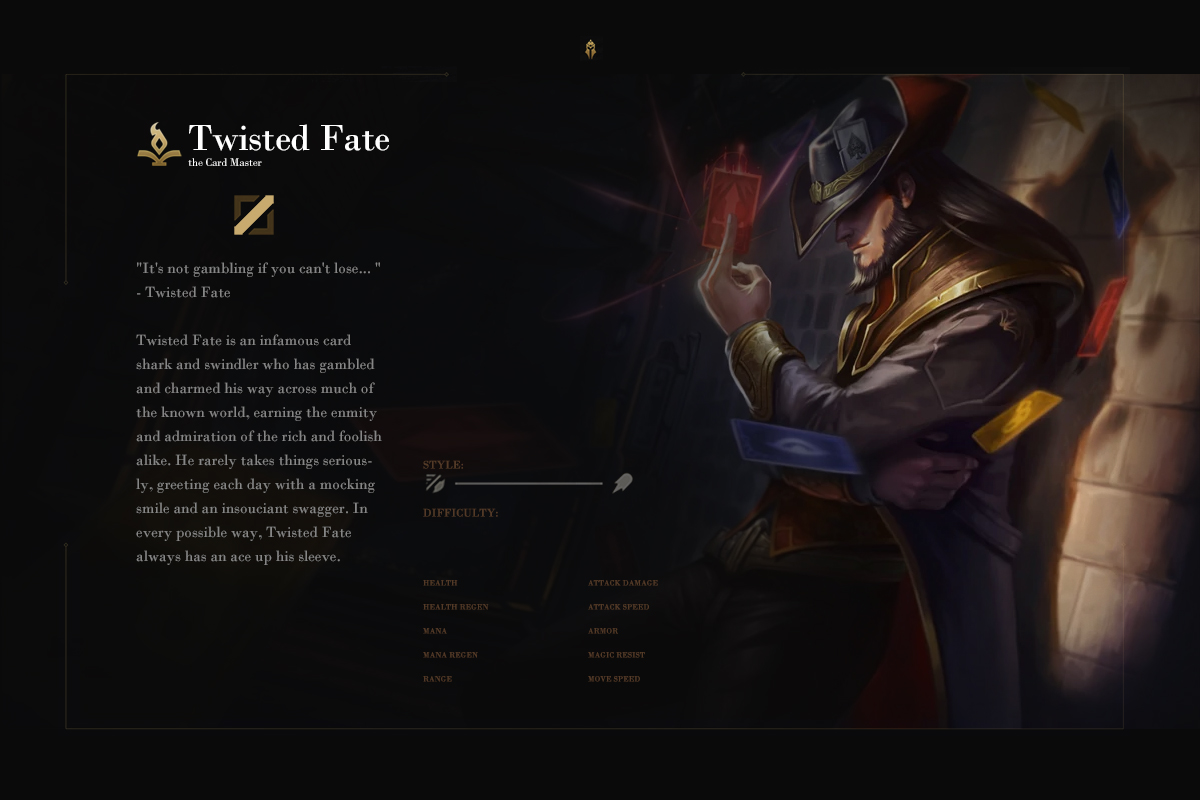 Twisted Fate
the Card Master
"It's not gambling if you can't lose... "
- Twisted Fate
Twisted Fate is an infamous card
shark and swindler who has gambled
and charmed his way across much of
the known world, earning the enmity
and admiration of the rich and foolish
alike. He rarely takes things serious-
ly, greeting each day with a mocking
smile and an insouciant swagger. In
every possible way, Twisted Fate
always has an ace up his sleeve.
STYLE:
DIFFICULTY:
HEALTH
HEALTH REGEN
MANA
MANA REGEN
RANGE
ATTACK DAMAGE
ATTACK SPEED
ARMOR
MAGIC RESIST
MOVE SPEED